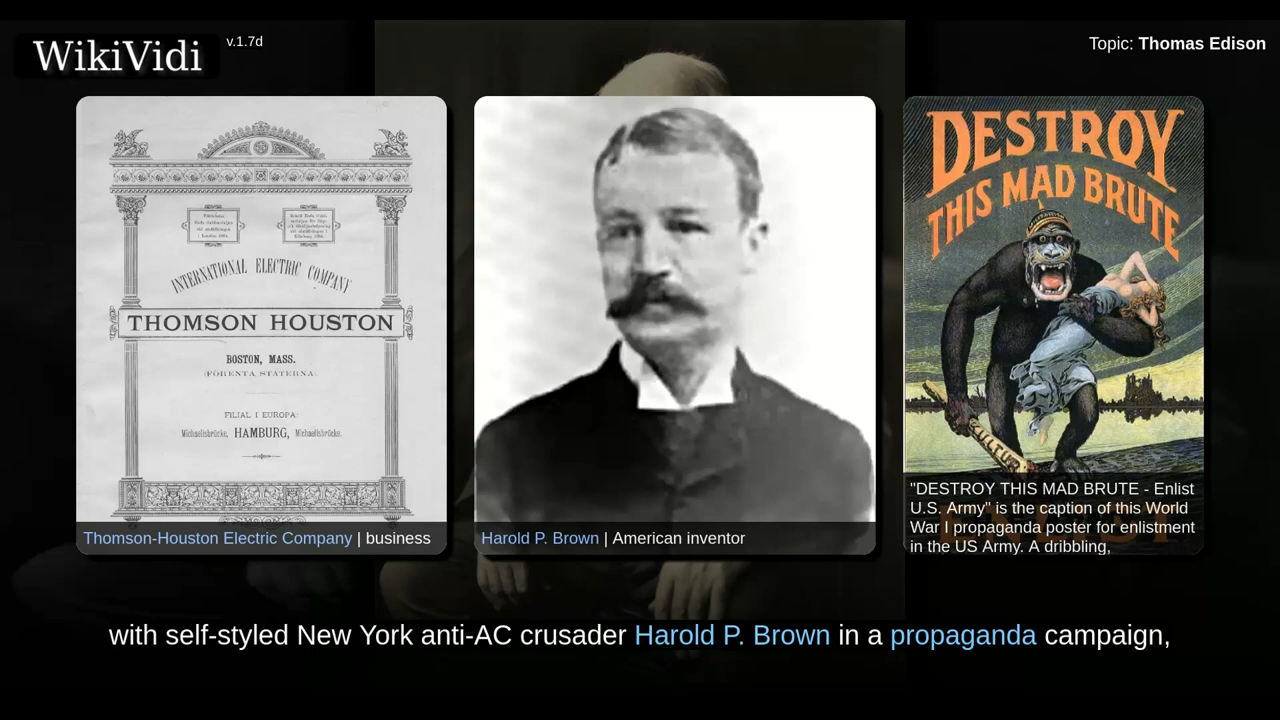 WikiVidi
v.1.7d
Topic: Thomas Edison
INTERNATIONAL ELECTRIC COMPANY
THOMSON HOUSTON
BOSTON, MASS.
(FÖRENTA STATERNA)
FILIAL I EUROPA:
Michaelisbrücke, HAMBURG, Michaelisbrücke.
Thomson-Houston Electric Company | business
Harold P. Brown | American inventor
DESTROY
THIS MAD BRUTE
KULTUR
"DESTROY THIS MAD BRUTE - Enlist
U.S. Army" is the caption of this World
War I propaganda poster for enlistment
in the US Army. A dribbling,
with self-styled New York anti-AC crusader Harold P. Brown in a propaganda campaign,